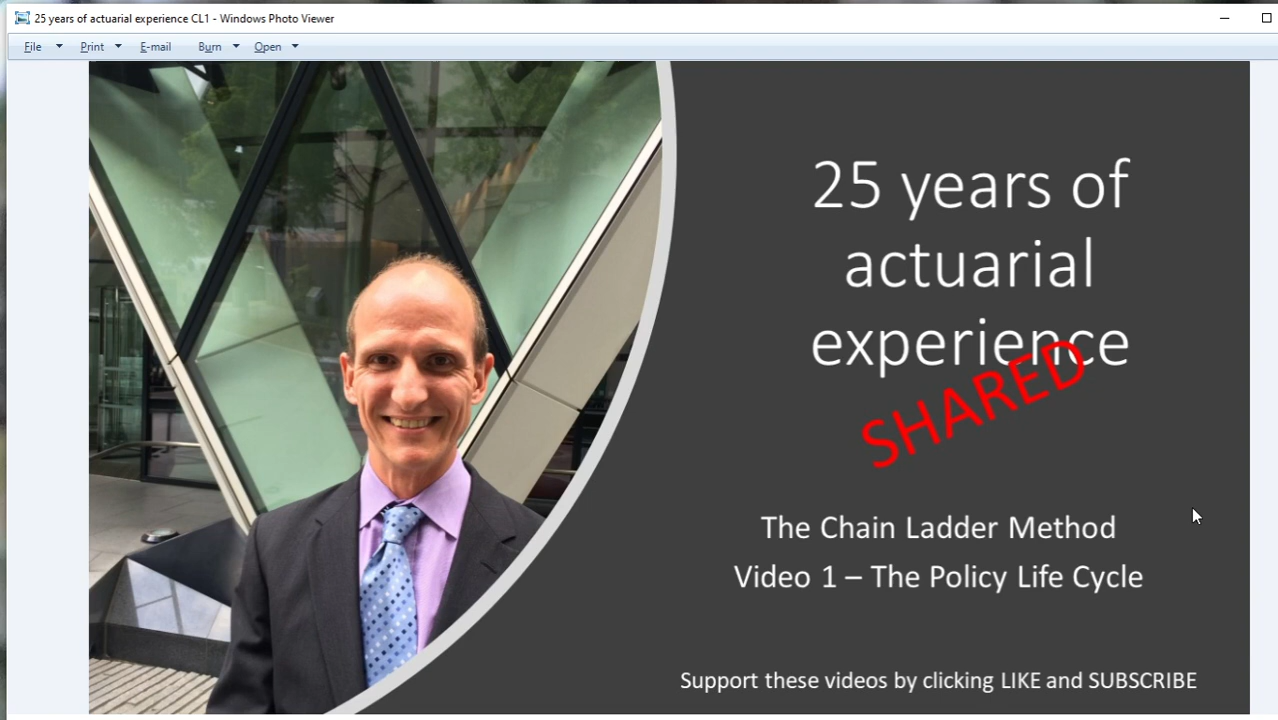 25 years of actuarial experience CL1 - Windows Photo Viewer
File Print E-mail Burn Open
25 years of
actuarial
experience
SHARED
The Chain Ladder Method
Video 1 – The Policy Life Cycle
Support these videos by clicking LIKE and SUBSCRIBE